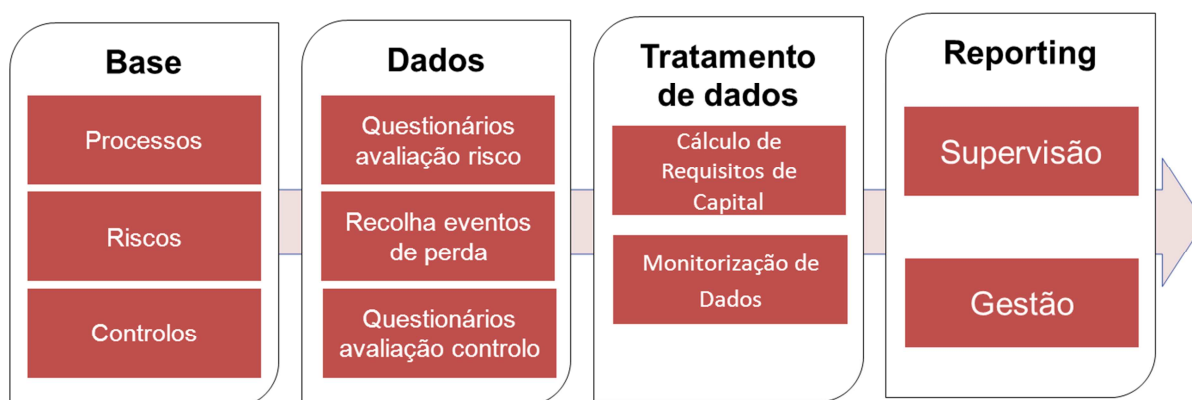 Base
Processos
Riscos
Controlos
Dados
Questionários
avaliação risco
Recolha eventos
de perda
Questionários
avaliação controlo
Tratamento
de dados
Cálculo de
Requisitos de
Capital
Monitorização de
Dados
Reporting
Supervisão
Gestão